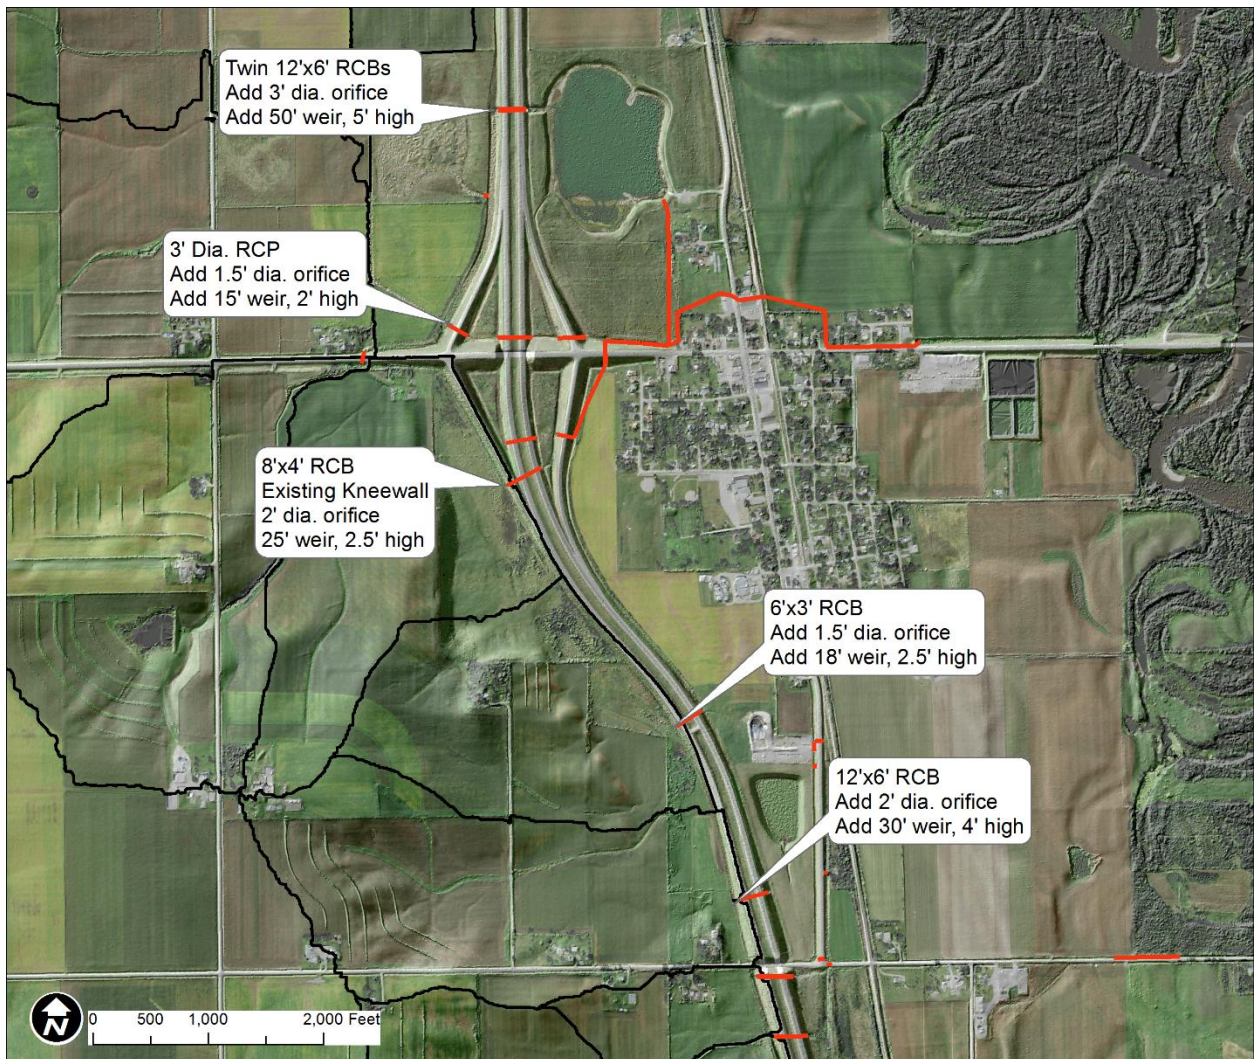 Twin 12'x6' RCBs
Add 3' dia. orifice
Add 50' weir, 5' high
3' Dia. RCP
Add 1.5' dia. orifice
Add 15' weir, 2' high
8'x4' RCB
Existing Kneewall
2' dia. orifice
25' weir, 2.5' high
6'x3' RCB
Add 1.5' dia. orifice
Add 18' weir, 2.5' high
12'x6' RCB
Add 2' dia. orifice
Add 30' weir, 4' high
N
0 500 1,000 2,000 Feet